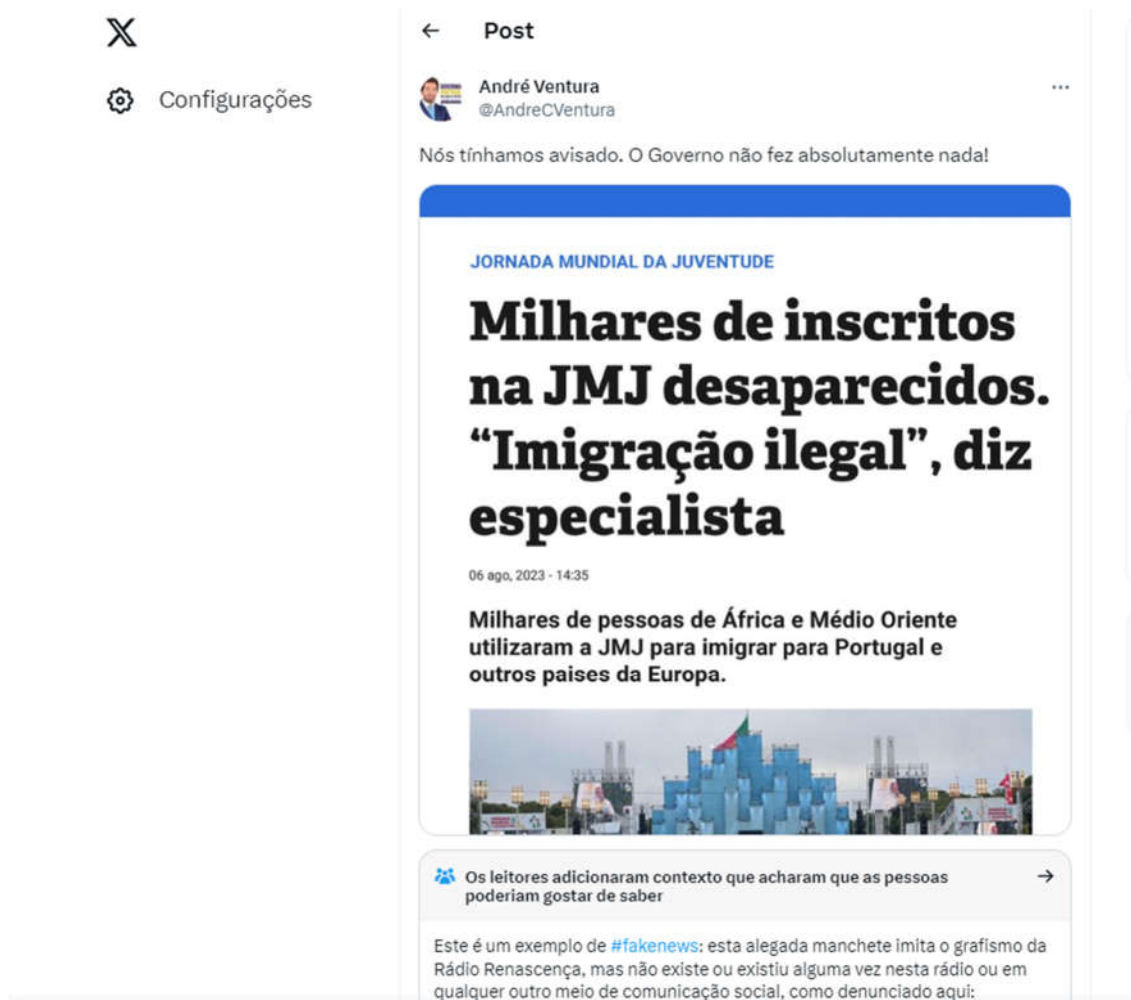 X
Configurações
← Post
André Ventura
@AndreCVentura
Nós tínhamos avisado. O Governo não fez absolutamente nada!
JORNADA MUNDIAL DA JUVENTUDE
Milhares de inscritos
na JMJ desaparecidos.
“Imigração ilegal”, diz
especialista
06 ago, 2023 - 14:35
Milhares de pessoas de África e Médio Oriente
utilizaram a JMJ para imigrar para Portugal e
outros paises da Europa.
Os leitores adicionaram contexto que acharam que as pessoas
poderiam gostar de saber
Este é um exemplo de #fakenews: esta alegada manchete imita o grafismo da
Rádio Renascença, mas não existe ou existiu alguma vez nesta rádio ou em
qualquer outro meio de comunicação social, como denunciado aqui: